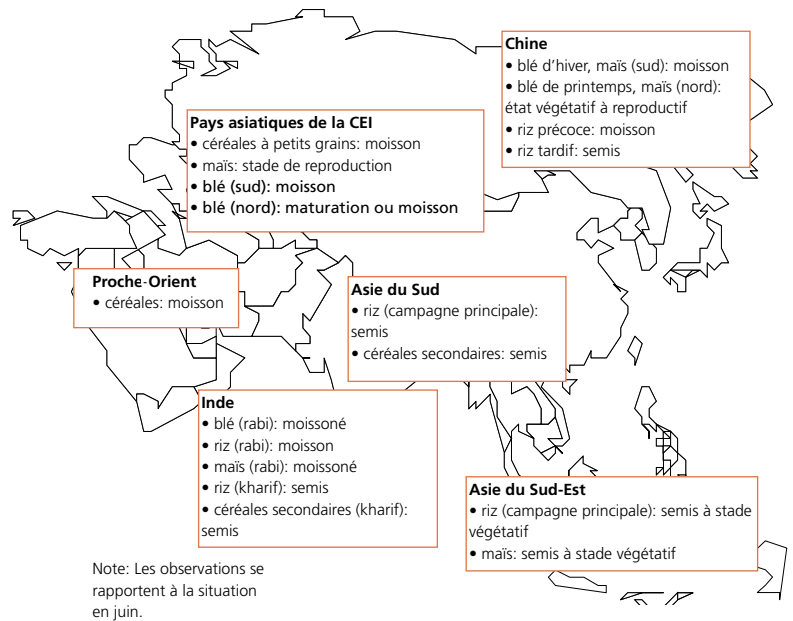 Chine
• blé d'hiver, maïs (sud): moisson
• blé de printemps, maïs (nord):
état végétatif à reproductif
• riz précoce: moisson
• riz tardif: semis
Pays asiatiques de la CEI
• céréales à petits grains: moisson
• maïs: stade de reproduction
• blé (sud): moisson
• blé (nord): maturation ou moisson
Proche-Orient
• céréales: moisson
Asie du Sud
• riz (campagne principale):
semis
• céréales secondaires: semis
Inde
• blé (rabi): moissoné
• riz (rabi): moisson
• maïs (rabi): moissoné
• riz (kharif): semis
• céréales secondaires (kharif):
semis
Asie du Sud-Est
• riz (campagne principale): semis à stade
végétatif
• maïs: semis à stade végétatif
Note: Les observations se
rapportent à la situation
en juin.